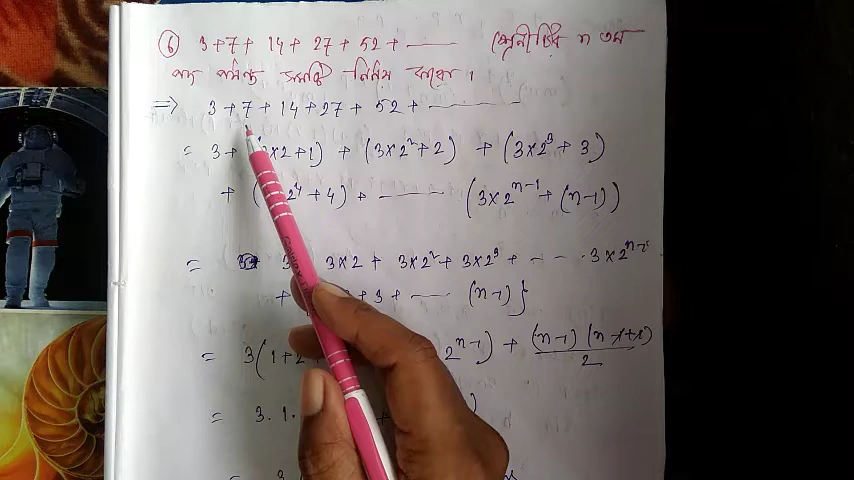 ⑥ 3+7+ 14 + 27 + 52 + —— শ্রেণীটির n তম
পদ পর্যন্ত সমষ্টি নির্ণয় করো ।
⇒ 3 + 7 + 14 + 27 + 52 + ——
= 3 + (3×2+1) + (3×2²+2) + (3×2³ + 3)
+ ( 2⁴ + 4) + —— (3×2ⁿ⁻¹ + (n-1))
= 3 3×2 + 3×2² + 3×2³ + -- -- 3×2ⁿ⁻¹
+ +3 + —— (n-1) }
= 3(1+2 2ⁿ⁻¹) + (n-1)(n-1+1)/2
= 3. 1. + )
= 3